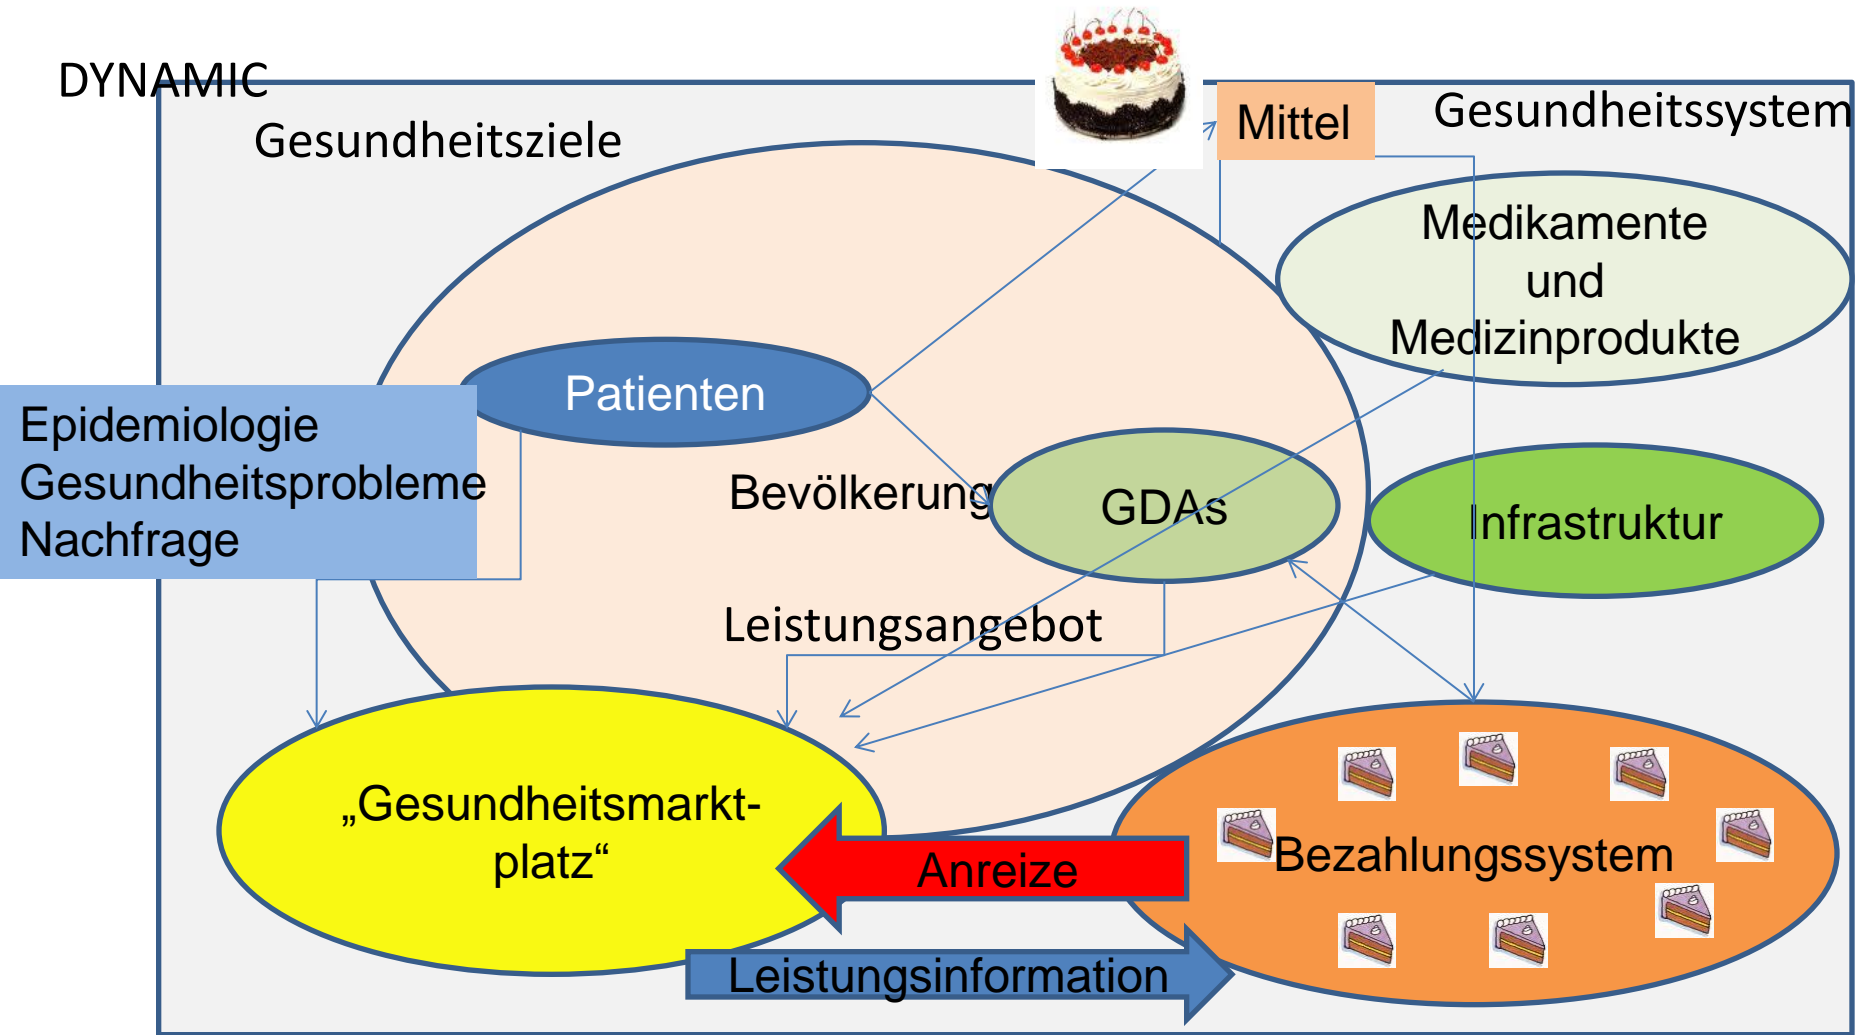 DYNAMIC
Gesundheitsziele
Mittel
Gesundheitssystem
Medikamente
und
Medizinprodukte
Patienten
Epidemiologie
Gesundheitsprobleme
Nachfrage
Bevölkerung
GDAs
Infrastruktur
Leistungsangebot
„Gesundheitsmarkt-
platz“
Anreize
Bezahlungssystem
Leistungsinformation